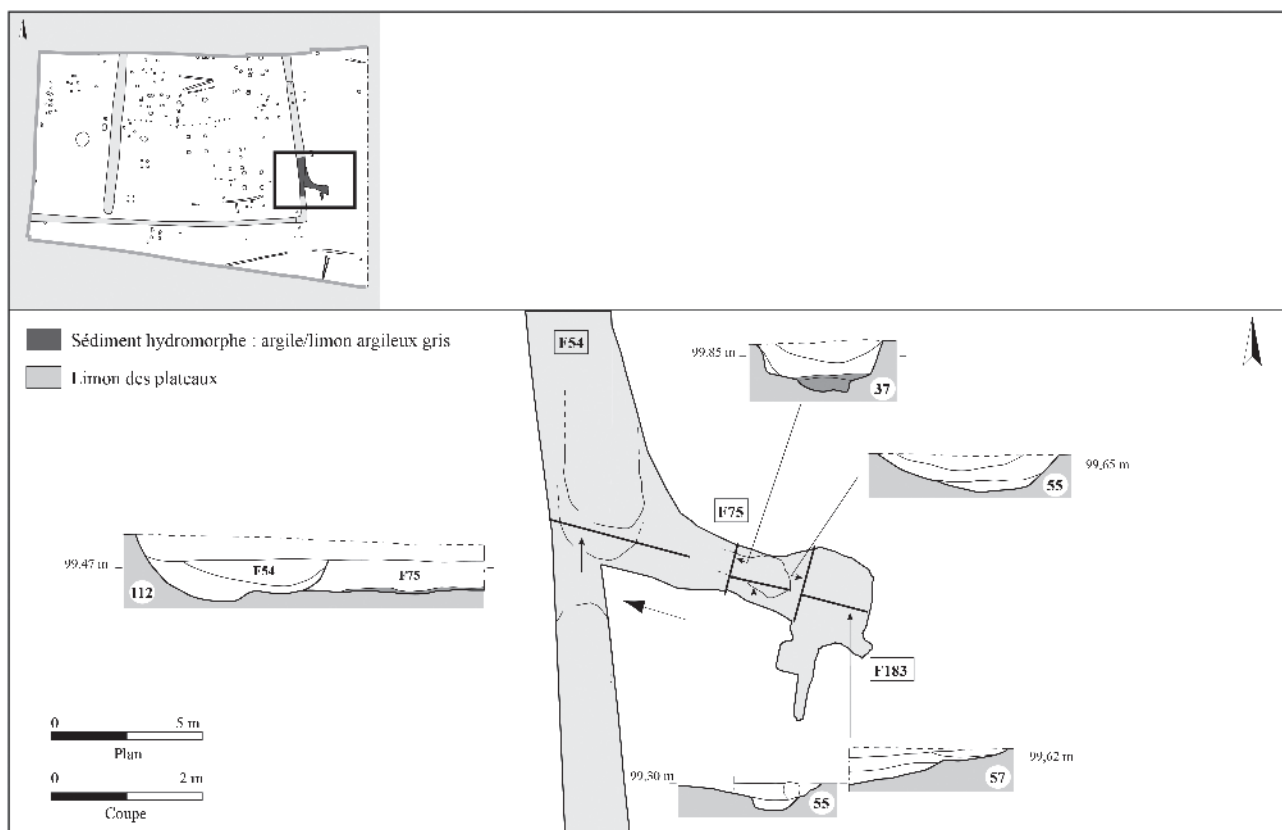 Sédiment hydromorphe : argile/limon argileux gris
Limon des plateaux
F54
99.85 m
37
99,65 m
55
F75
99.47 m
F54
F75
112
F183
0 5 m
Plan
0 2 m
Coupe
99,30 m
55
99,62 m
57